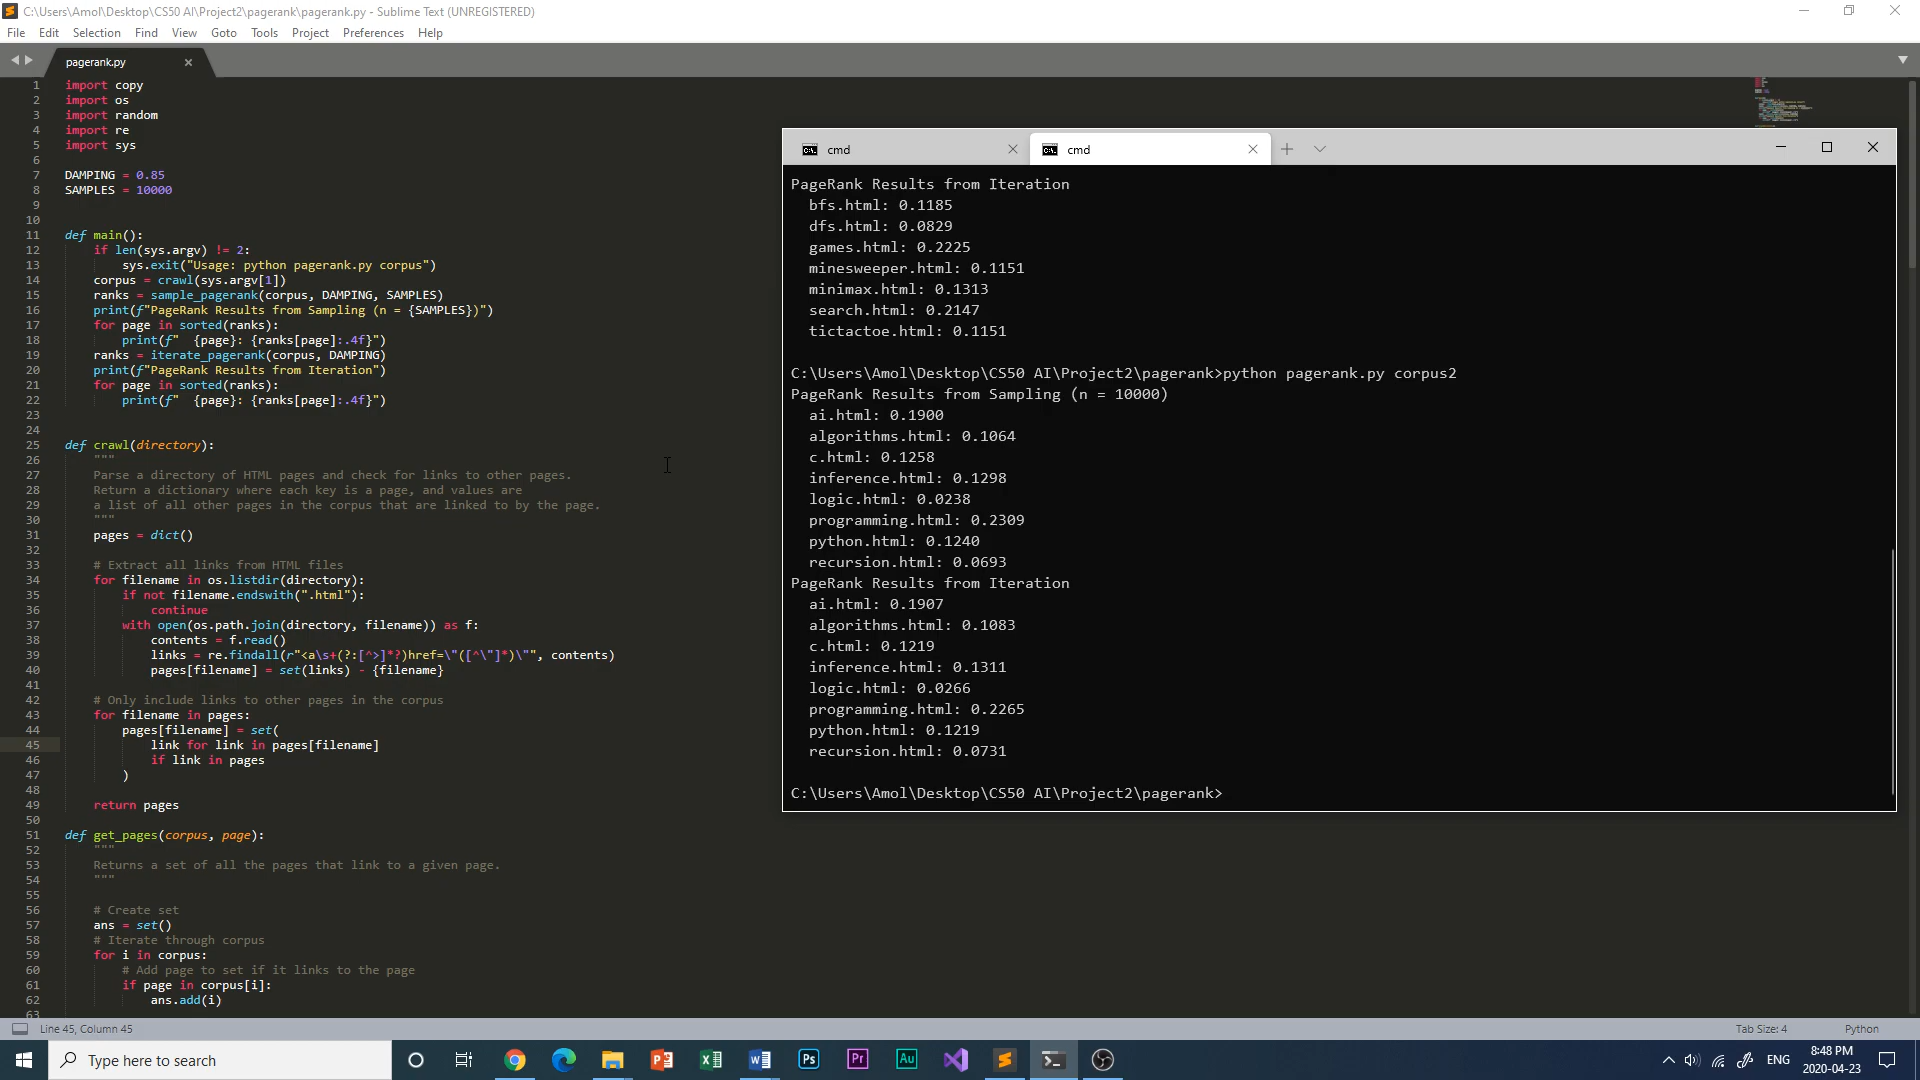 C:\Users\Amol\Desktop\CS50 AI\Project2\pagerank\pagerank.py - Sublime Text (UNREGISTERED)
File Edit Selection Find View Goto Tools Project Preferences Help
pagerank.py
1 import copy
2 import os
3 import random
4 import re
5 import sys
6
7 DAMPING = 0.85
8 SAMPLES = 10000
9
10
11 def main():
12 if len(sys.argv) != 2:
13 sys.exit("Usage: python pagerank.py corpus")
14 corpus = crawl(sys.argv[1])
15 ranks = sample_pagerank(corpus, DAMPING, SAMPLES)
16 print(f"PageRank Results from Sampling (n = {SAMPLES})")
17 for page in sorted(ranks):
18 print(f"  {page}: {ranks[page]:.4f}")
19 ranks = iterate_pagerank(corpus, DAMPING)
20 print(f"PageRank Results from Iteration")
21 for page in sorted(ranks):
22 print(f"  {page}: {ranks[page]:.4f}")
23
24
25 def crawl(directory):
26 """
27 Parse a directory of HTML pages and check for links to other pages.
28 Return a dictionary where each key is a page, and values are
29 a list of all other pages in the corpus that are linked to by the page.
30 """
31 pages = dict()
32
33 # Extract all links from HTML files
34 for filename in os.listdir(directory):
35 if not filename.endswith(".html"):
36 continue
37 with open(os.path.join(directory, filename)) as f:
38 contents = f.read()
39 links = re.findall(r"<a\s+(?:[^>]*?)href=\"([^\"]*)\"", contents)
40 pages[filename] = set(links) - {filename}
41
42 # Only include links to other pages in the corpus
43 for filename in pages:
44 pages[filename] = set(
45 link for link in pages[filename]
46 if link in pages
47 )
48
49 return pages
50
51 def get_pages(corpus, page):
52 """
53 Returns a set of all the pages that link to a given page.
54 """
55
56 # Create set
57 ans = set()
58 # Iterate through corpus
59 for i in corpus:
60 # Add page to set if it links to the page
61 if page in corpus[i]:
62 ans.add(i)
63
cmd
cmd
PageRank Results from Iteration
bfs.html: 0.1185
dfs.html: 0.0829
games.html: 0.2225
minesweeper.html: 0.1151
minimax.html: 0.1313
search.html: 0.2147
tictactoe.html: 0.1151
C:\Users\Amol\Desktop\CS50 AI\Project2\pagerank>python pagerank.py corpus2
PageRank Results from Sampling (n = 10000)
ai.html: 0.1900
algorithms.html: 0.1064
c.html: 0.1258
inference.html: 0.1298
logic.html: 0.0238
programming.html: 0.2309
python.html: 0.1240
recursion.html: 0.0693
PageRank Results from Iteration
ai.html: 0.1907
algorithms.html: 0.1083
c.html: 0.1219
inference.html: 0.1311
logic.html: 0.0266
programming.html: 0.2265
python.html: 0.1219
recursion.html: 0.0731
C:\Users\Amol\Desktop\CS50 AI\Project2\pagerank>
Line 45, Column 45
Tab Size: 4
Python
Type here to search
Ps
Pr
Au
ENG
8:48 PM
2020-04-23